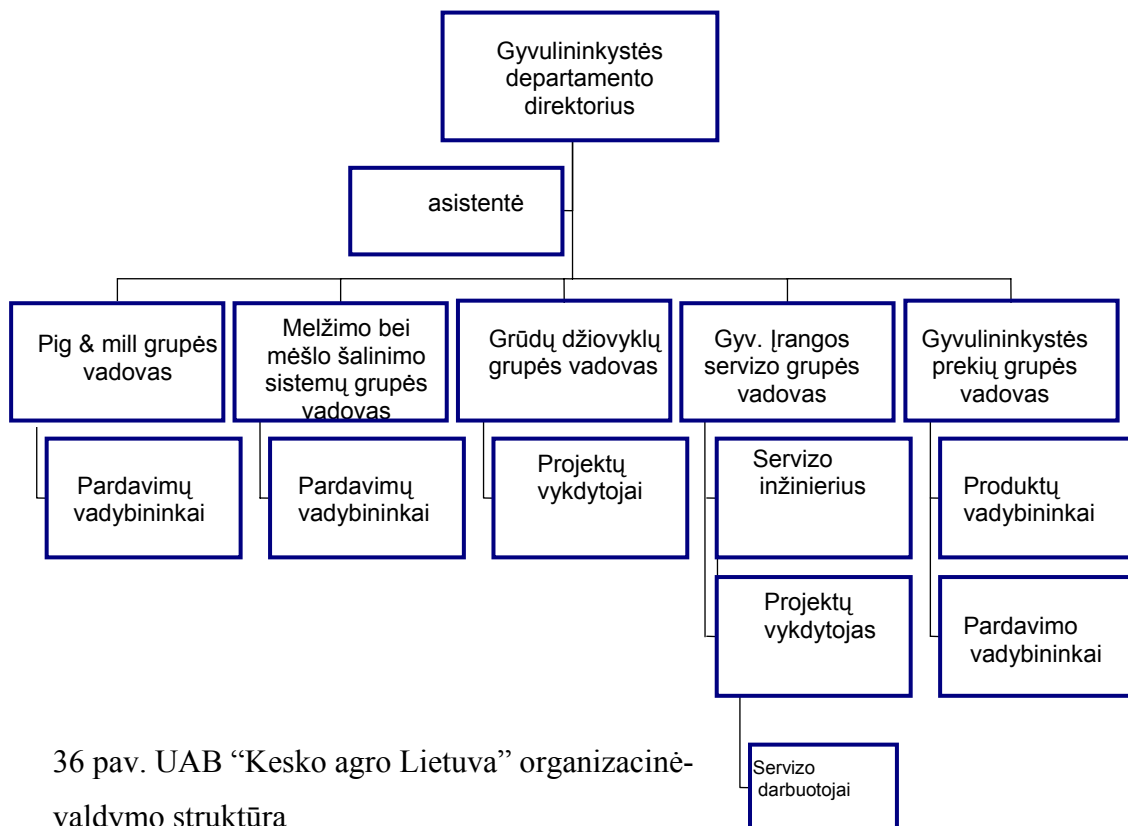 Gyvulininkystės
departamento
direktorius
asistentė
Pig & mill grupės
vadovas
Melžimo bei
mėšlo šalinimo
sistemų grupės
vadovas
Grūdų džiovyklų
grupės vadovas
Gyv. Įrangos
servizo grupės
vadovas
Gyvulininkystės
prekių grupės
vadovas
Pardavimų
vadybininkai
Pardavimų
vadybininkai
Projektų
vykdytojai
Servizo
inžinierius
Produktų
vadybininkai
Projektų
vykdytojas
Pardavimo
vadybininkai
Servizo
darbuotojai
36 pav. UAB “Kesko agro Lietuva” organizacinė-
valdymo struktūra